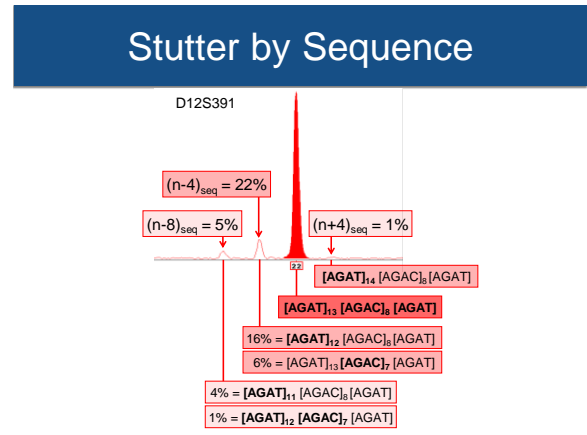 Stutter by Sequence
D12S391
(n-4)seq = 22%
(n-8)seq = 5%
(n+4)seq = 1%
22
[AGAT]14 [AGAC]8 [AGAT]
[AGAT]13 [AGAC]8 [AGAT]
16% = [AGAT]12 [AGAC]8 [AGAT]
6% = [AGAT]13 [AGAC]7 [AGAT]
4% = [AGAT]11 [AGAC]8 [AGAT]
1% = [AGAT]12 [AGAC]7 [AGAT]